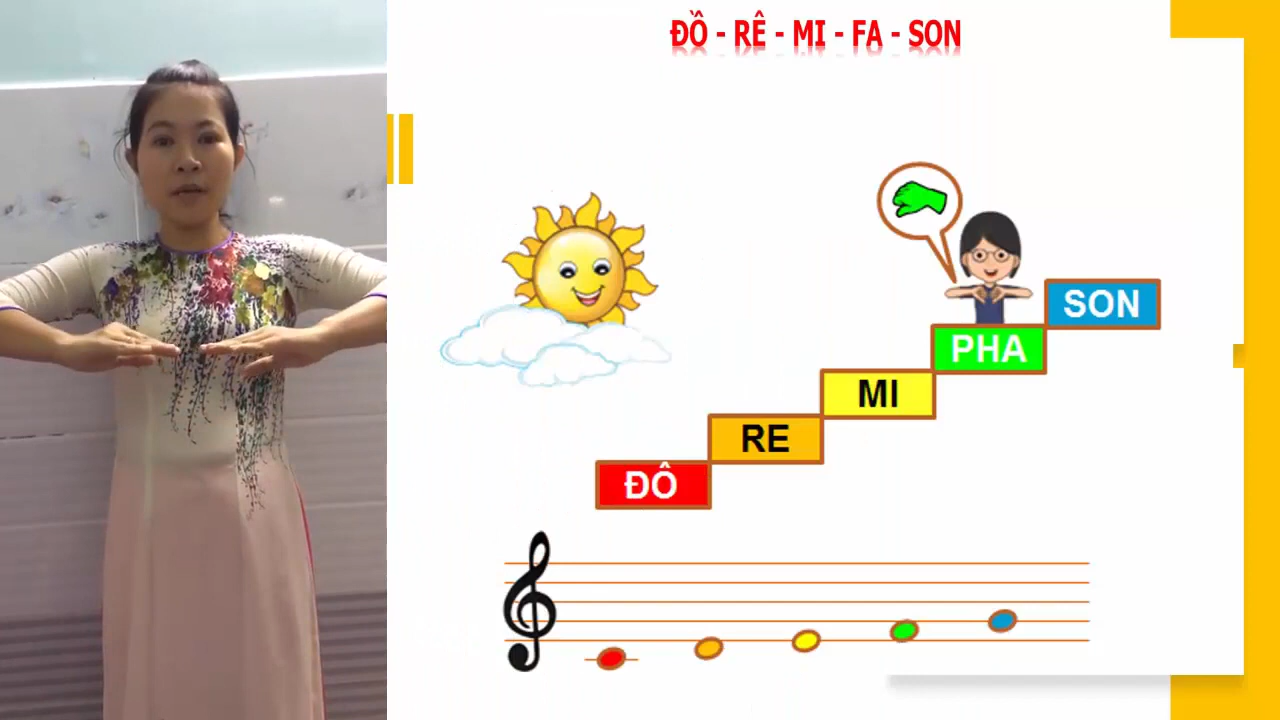 ĐỒ - RÊ - MI - FA - SON
SON
PHA
MI
RE
ĐÔ